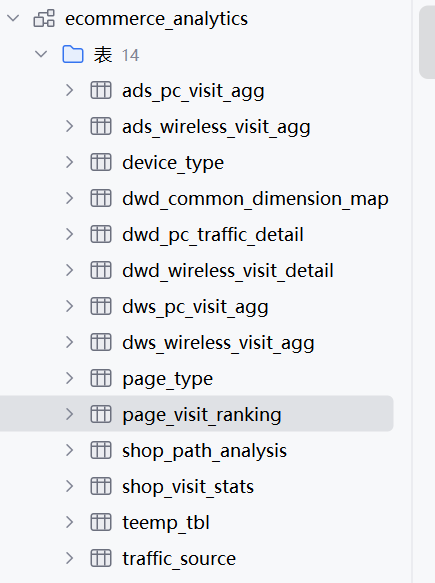 ecommerce_analytics
表 14
ads_pc_visit_agg
ads_wireless_visit_agg
device_type
dwd_common_dimension_map
dwd_pc_traffic_detail
dwd_wireless_visit_detail
dws_pc_visit_agg
dws_wireless_visit_agg
page_type
page_visit_ranking
shop_path_analysis
shop_visit_stats
teemp_tbl
traffic_source